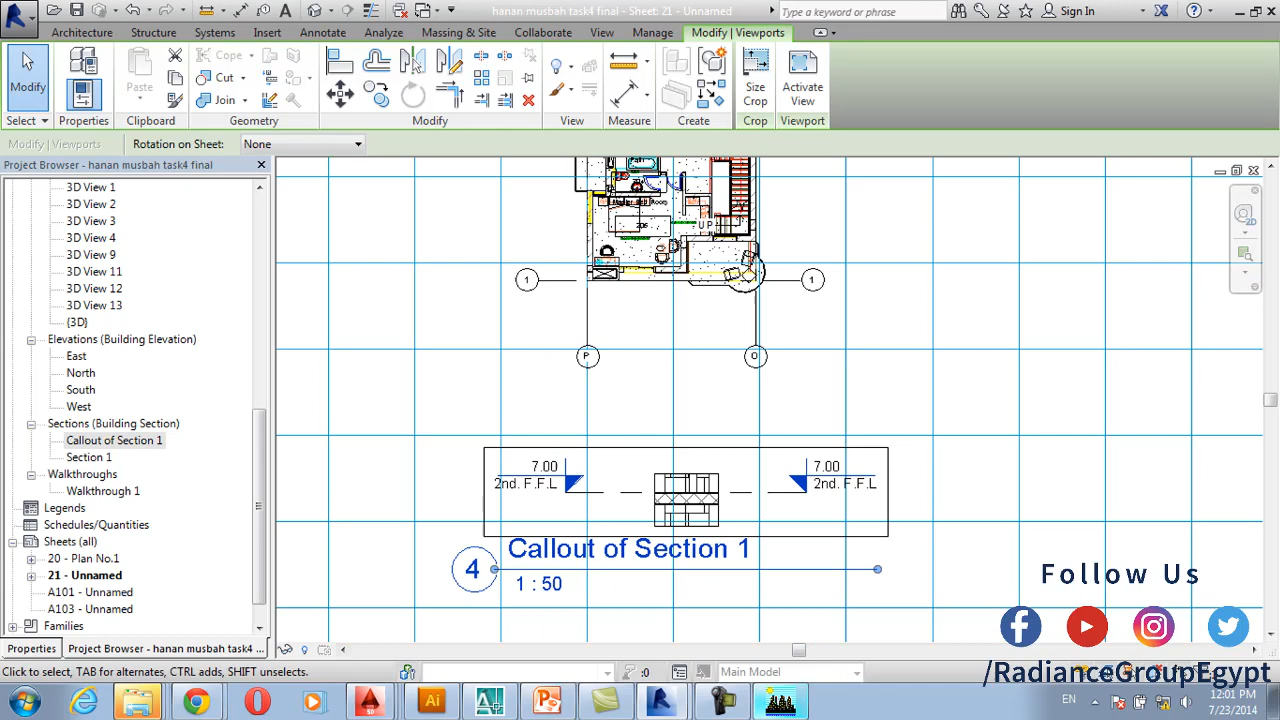 hanan musbah task4 final - Sheet: 21 - Unnamed
Type a keyword or phrase
Sign In
Architecture Structure Systems Insert Annotate Analyze Massing & Site Collaborate View Manage Modify | Viewports
Modify
Paste
Cope
Cut
Join
Size Crop
Activate View
Select Properties Clipboard Geometry Modify View Measure Create Crop Viewport
Modify | Viewports Rotation on Sheet: None
Project Browser - hanan musbah task4 final
3D View 1
3D View 2
3D View 3
3D View 4
3D View 9
3D View 11
3D View 12
3D View 13
{3D}
Elevations (Building Elevation)
East
North
South
West
Sections (Building Section)
Callout of Section 1
Section 1
Walkthroughs
Walkthrough 1
Legends
Schedules/Quantities
Sheets (all)
20 - Plan No.1
21 - Unnamed
A101 - Unnamed
A103 - Unnamed
Families
Properties Project Browser - hanan musbah task4 ...
UP
1 1
P O
7.00 7.00
2nd. F.F.L 2nd. F.F.L
4 Callout of Section 1
1 : 50
2D
Follow Us
/RadianceGroupEgypt
Click to select, TAB for alternates, CTRL adds, SHIFT unselects.
:0
Main Model
EN
12:01 PM
7/23/2014